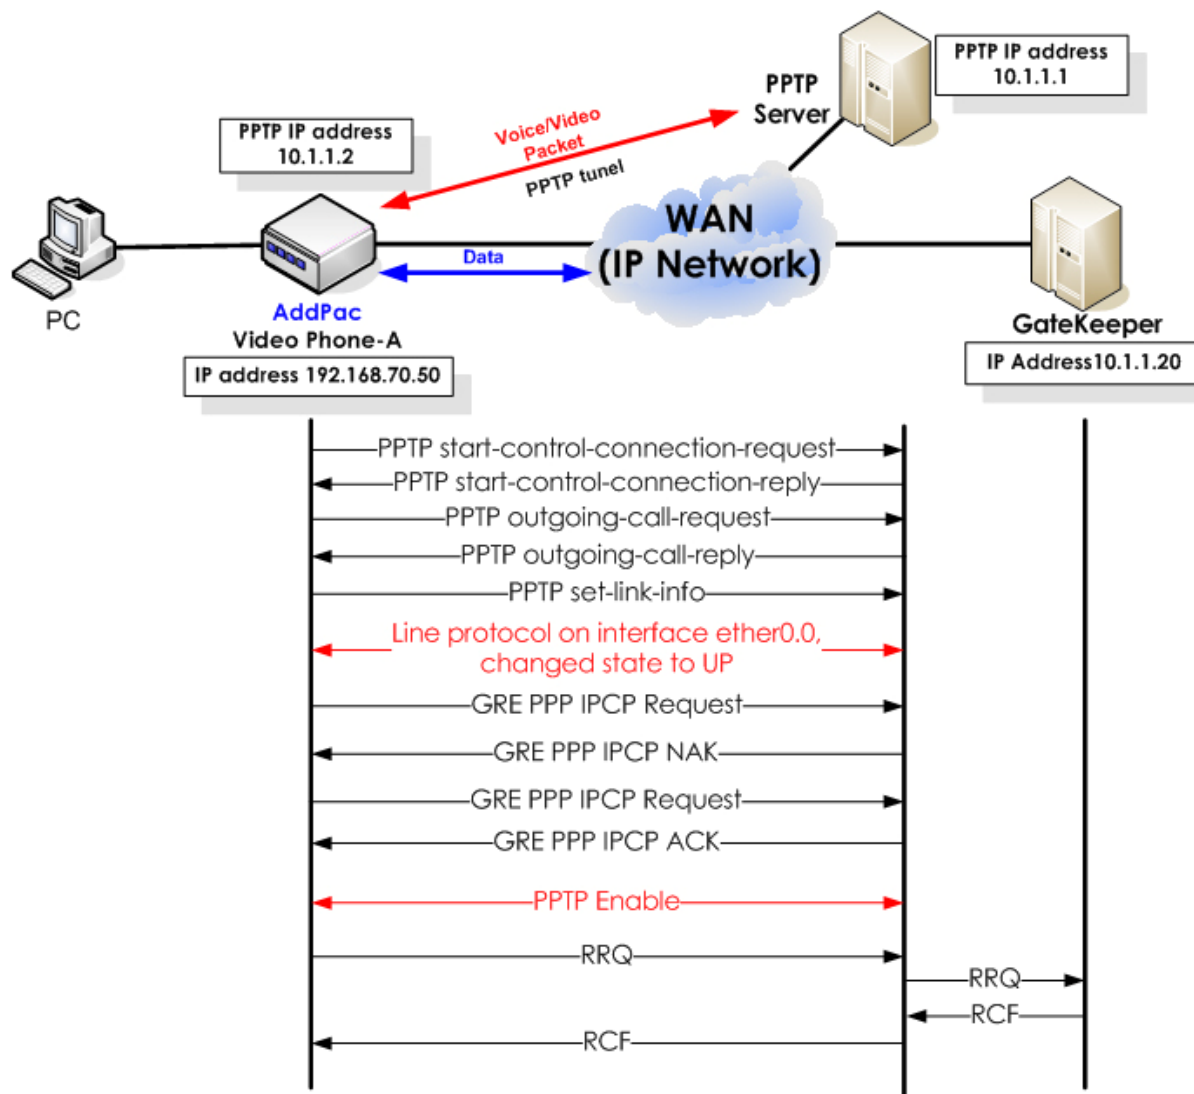 PPTP IP address
10.1.1.1
PPTP
Server
PPTP IP address
10.1.1.2
Voice/Video
Packet
PPTP tunel
WAN
(IP Network)
Data
PC
AddPac
Video Phone-A
IP address 192.168.70.50
GateKeeper
IP Address10.1.1.20
PPTP start-control-connection-request
PPTP start-control-connection-reply
PPTP outgoing-call-request
PPTP outgoing-call-reply
PPTP set-link-info
Line protocol on interface ether0.0,
changed state to UP
GRE PPP IPCP Request
GRE PPP IPCP NAK
GRE PPP IPCP Request
GRE PPP IPCP ACK
PPTP Enable
RRQ
RRQ
RCF
RCF